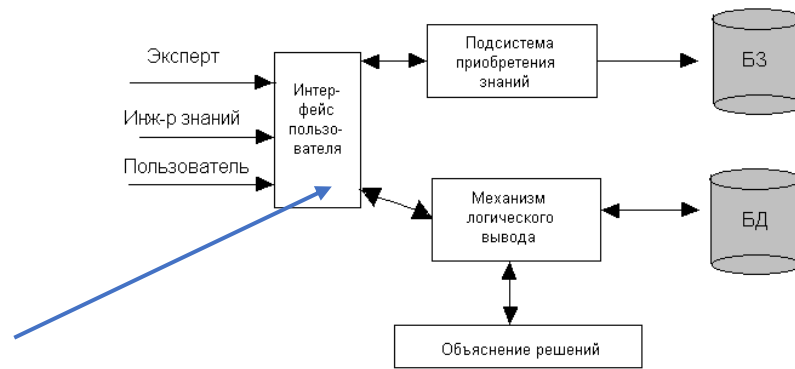 Эксперт
Инж-р знаний
Пользователь
Интер-
фейс
пользо-
вателя
Подсистема
приобретения
знаний
БЗ
Механизм
логического
вывода
БД
Объяснение решений